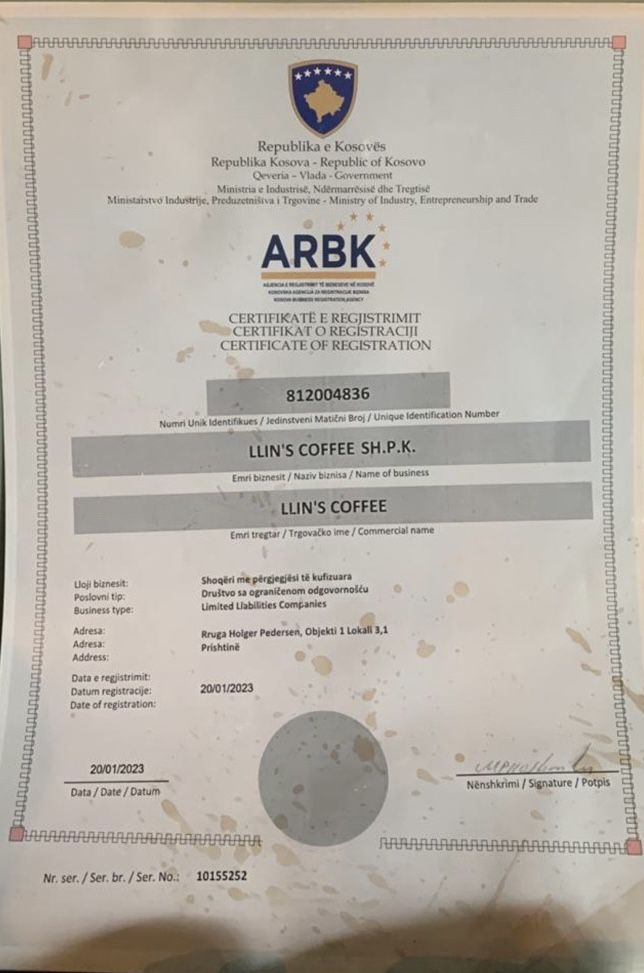 Republika e Kosovës
Republika Kosova - Republic of Kosovo
Qeveria – Vlada - Government
Ministria e Industrisë, Ndërmarrësisë dhe Tregtisë
Ministarstvo Industrije, Preduzetništva i Trgovine - Ministry of Industry, Entrepreneurship and Trade
ARBK
AGJENCIA E REGJISTRIMIT TË BIZNESEVE NË KOSOVË
KOSOVSKA AGENCIJA ZA REGISTRACIJU BIZNISA
KOSOVO BUSINESS REGISTRATION AGENCY
CERTIFIKATË E REGJISTRIMIT
CERTIFIKAT O REGISTRACIJI
CERTIFICATE OF REGISTRATION
812004836
Numri Unik Identifikues / Jedinstveni Matični Broj / Unique Identification Number
LLIN'S COFFEE SH.P.K.
Emri biznesit / Naziv biznisa / Name of business
LLIN'S COFFEE
Emri tregtar / Trgovačko ime / Commercial name
Lloji biznesit: Shoqëri me përgjegjësi të kufizuara
Poslovni tip: Društvo sa ograničenom odgovornošću
Business type: Limited Liabilities Companies
Adresa: Rruga Holger Pedersen, Objekti 1 Lokali 3,1
Adresa: Prishtinë
Address:
Data e regjistrimit:
Datum registracije: 20/01/2023
Date of registration:
20/01/2023
Data / Date / Datum
Nënshkrimi / Signature / Potpis
Nr. ser. / Ser. br. / Ser. No.: 10155252